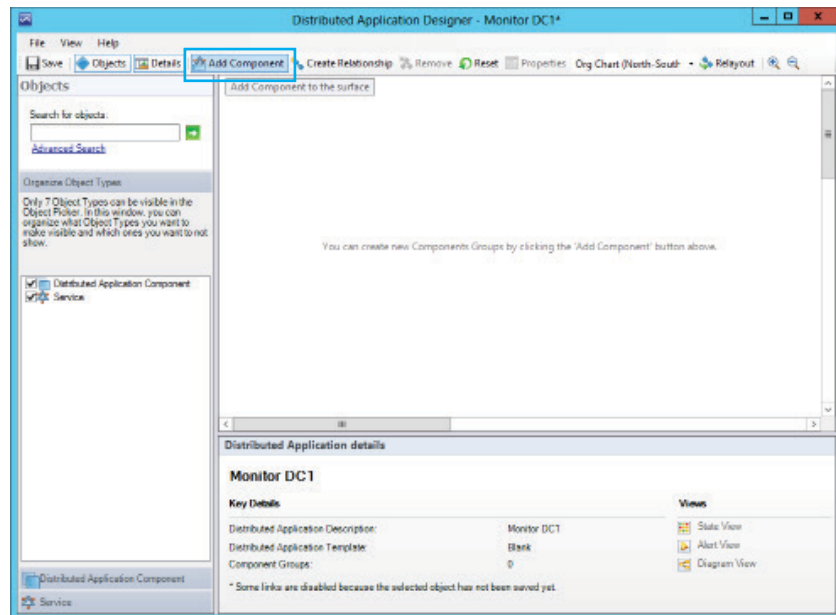 Distributed Application Designer - Monitor DC1*
File View Help
Save Objects Details Add Component Create Relationship Remove Reset Properties Org Chart (North-South Relayout
Objects
Add Component to the surface
Search for objects:
Advanced Search
Organize Object Types
Only 7 Object Types can be visible in the
Object Picker. In this window, you can
organize what Object Types you want to
make visible and which ones you want to not
show.
You can create new Components Groups by clicking the 'Add Component' button above.
Distributed Application Component
Service
Distributed Application details
Monitor DC1
Key Details Views
Distributed Application Description: Monitor DC1 State View
Distributed Application Template: Blank Alert View
Component Groups: 0 Diagram View
* Some links are disabled because the selected object has not been saved yet.
Distributed Application Component
Service